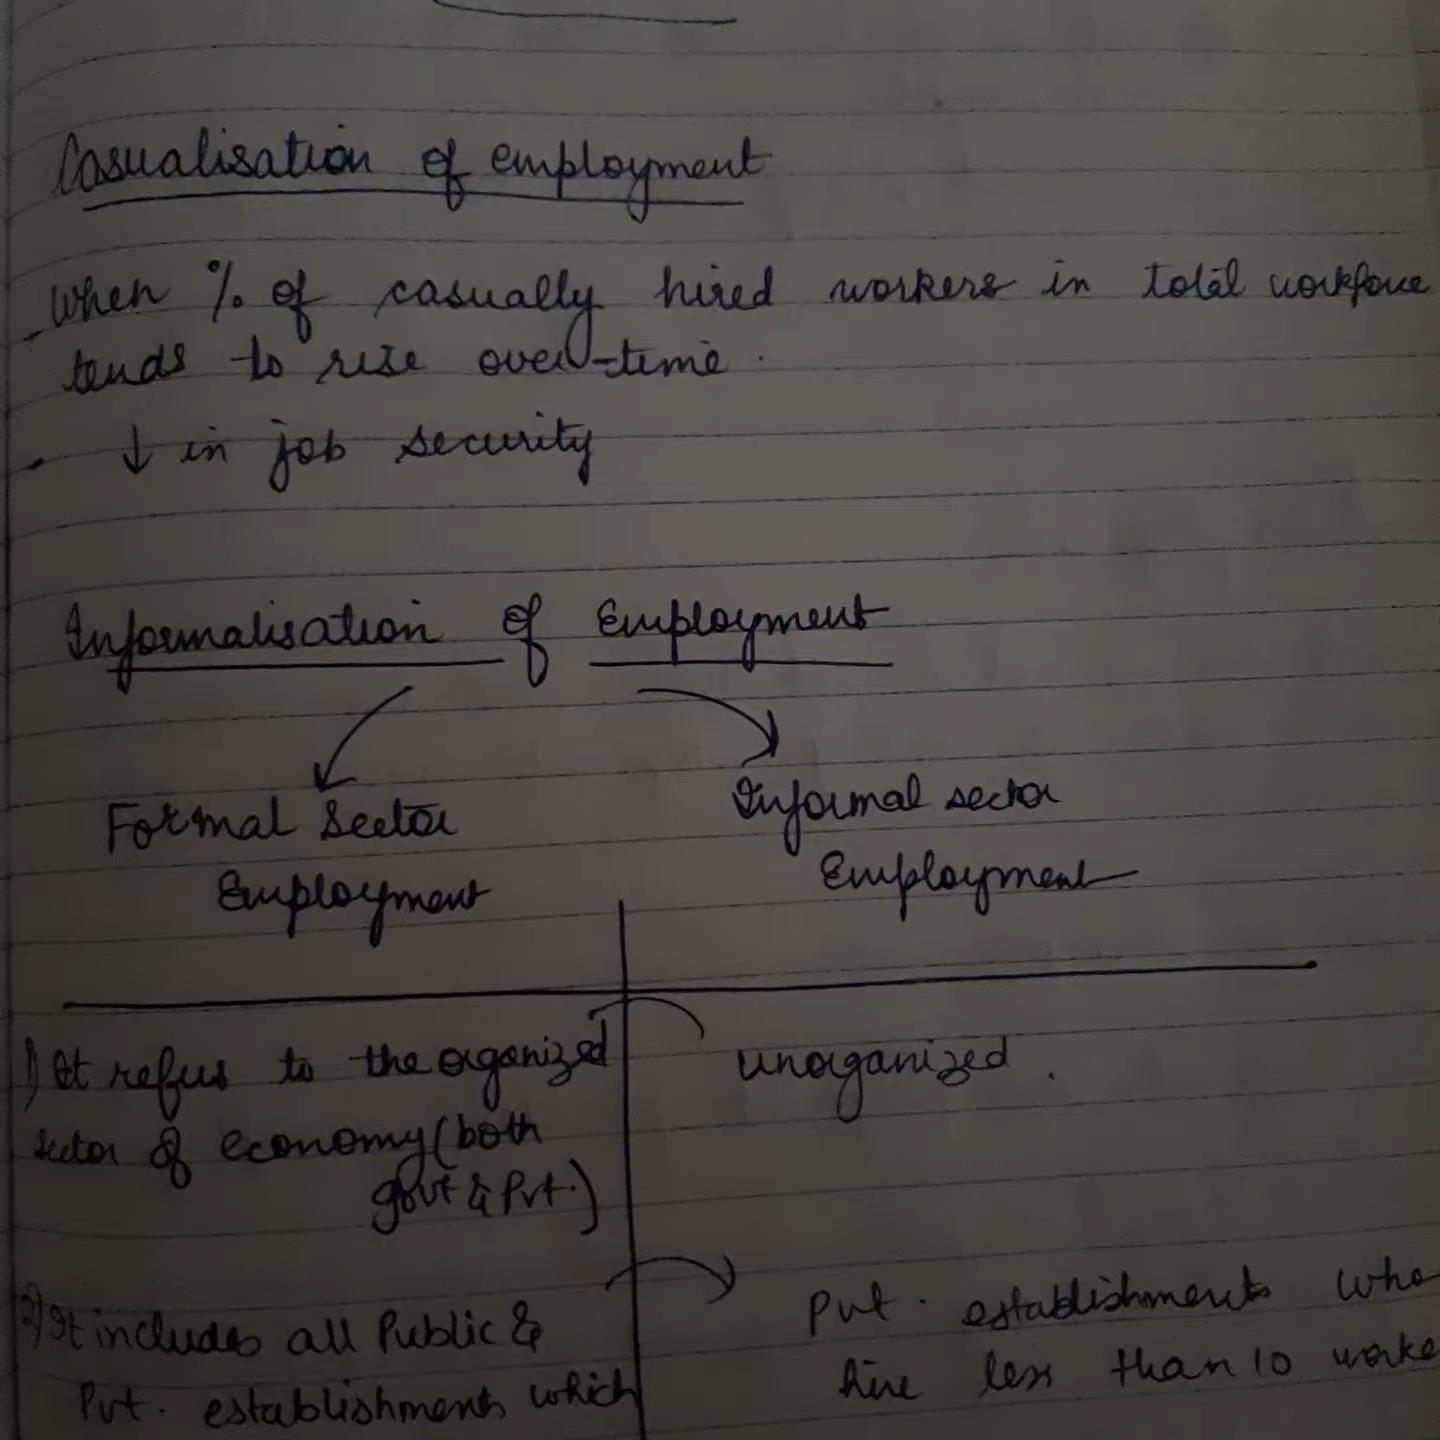 Casualisation of employment
when % of casually hired workers in total workforce
tends to rise over-time.
↓ in job security
Informalisation of Employment
Formal Sector
Employment
Informal sector
Employment
1) It refers to the organized
sector of economy (both
govt & Pvt.)
unorganized.
2) It includes all Public &
Pvt. establishments which
Pvt. establishments who
hire less than 10 worke